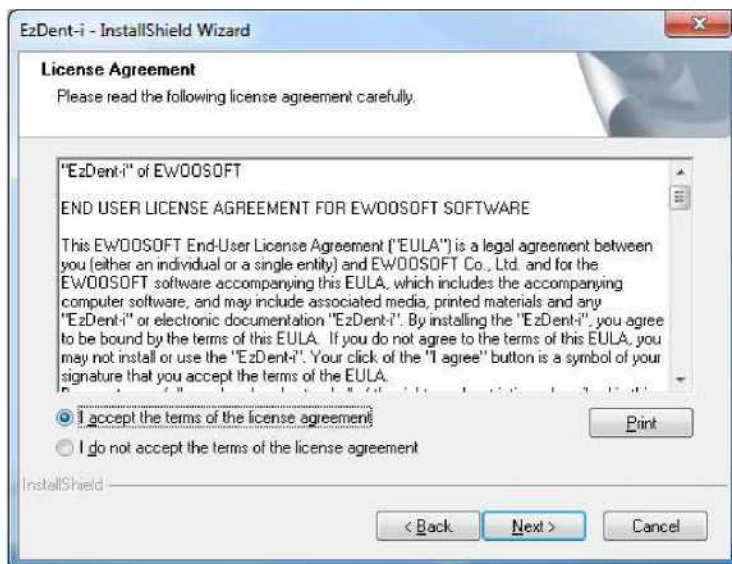 EzDent-i - InstallShield Wizard
License Agreement
Please read the following license agreement carefully.
"EzDent-i" of EWOOSOFT
END USER LICENSE AGREEMENT FOR EWOOSOFT SOFTWARE
This EWOOSOFT End-User License Agreement ("EULA") is a legal agreement between
you (either an individual or a single entity) and EWOOSOFT Co., Ltd. and for the
EWOOSOFT software accompanying this EULA, which includes the accompanying
computer software, and may include associated media, printed materials and any
"EzDent-i" or electronic documentation "EzDent-i". By installing the "EzDent-i", you agree
to be bound by the terms of this EULA. If you do not agree to the terms of this EULA, you
may not install or use the "EzDent-i". Your click of the "I agree" button is a symbol of your
signature that you accept the terms of the EULA.
I accept the terms of the license agreement
Print
I do not accept the terms of the license agreement
InstallShield
< Back
Next >
Cancel